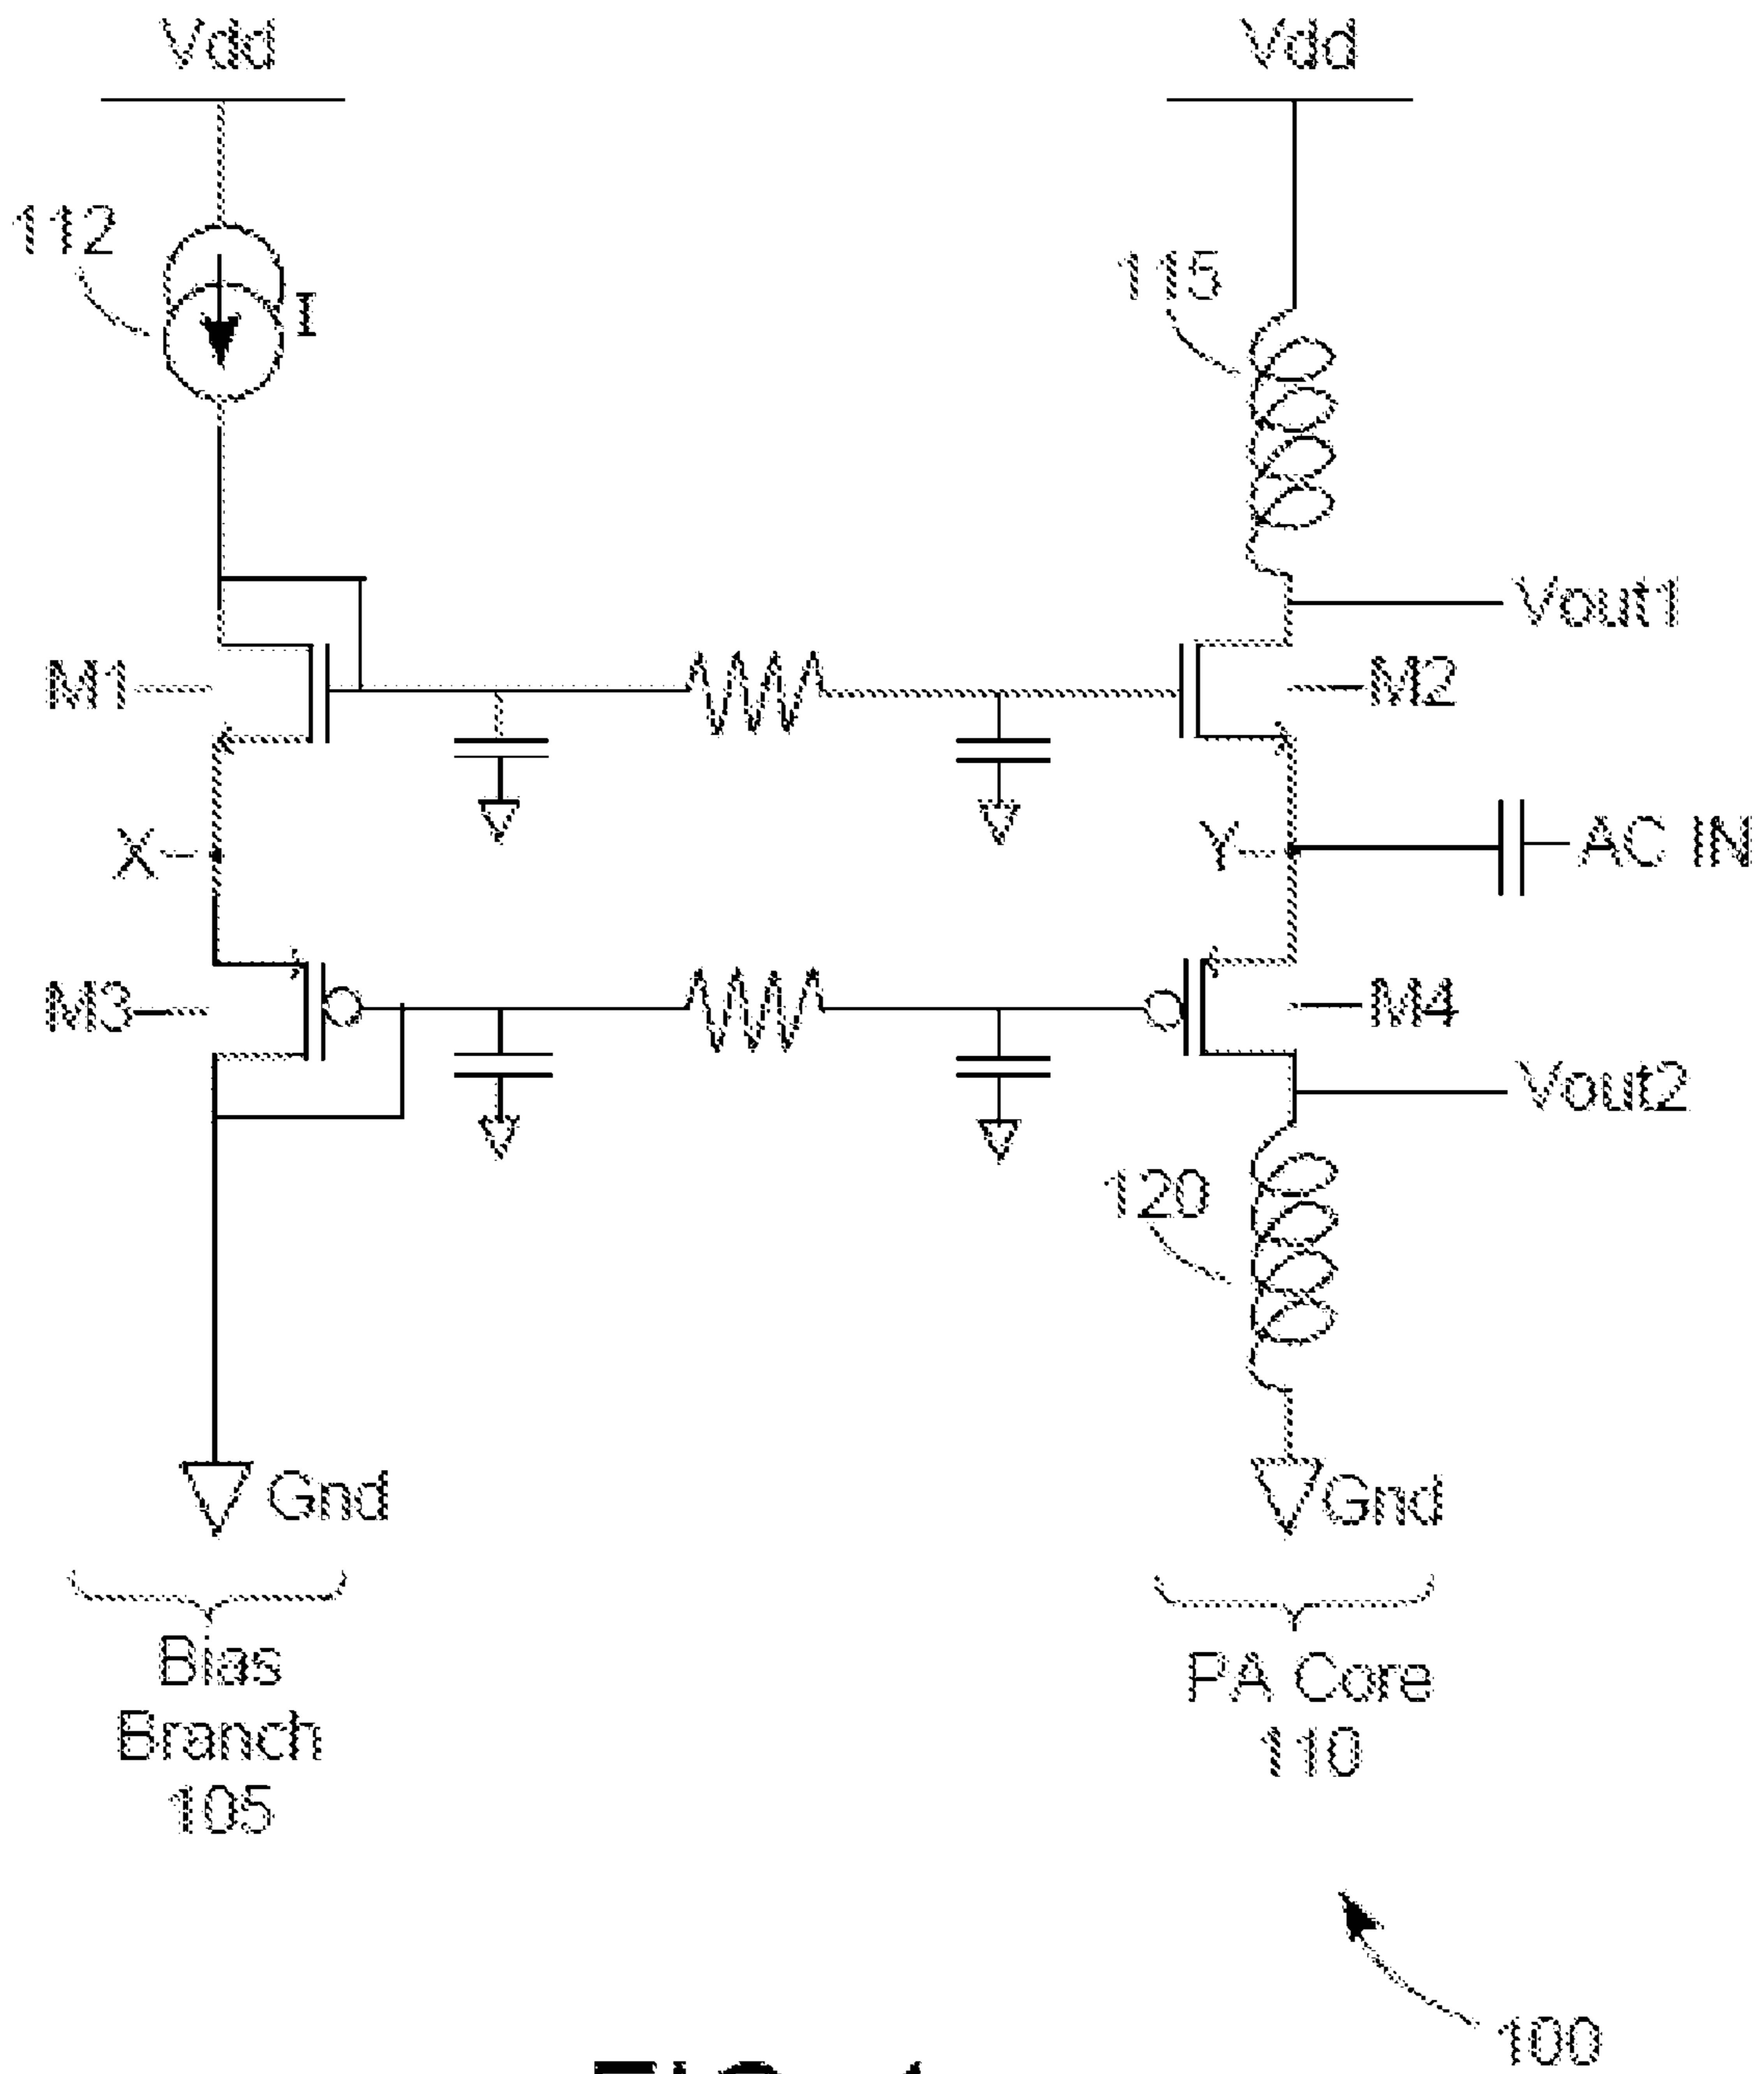 Vdd
Vdd
112
I
115
Vout1
M1
M2
X
Y
AC IN
M3
M4
Vout2
120
Gnd
Gnd
Bias
Branch
105
PA Core
110
100